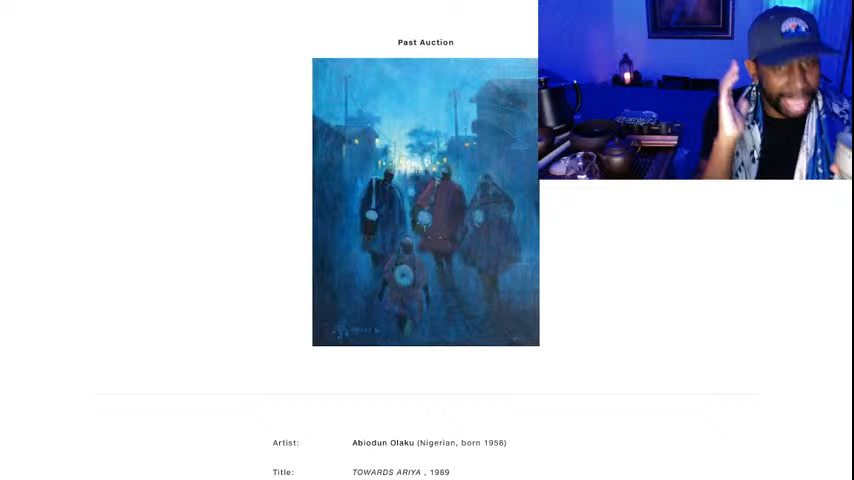 Past Auction
Artist: Abiodun Olaku (Nigerian, born 1958)
Title: TOWARDS ARIYA , 1989